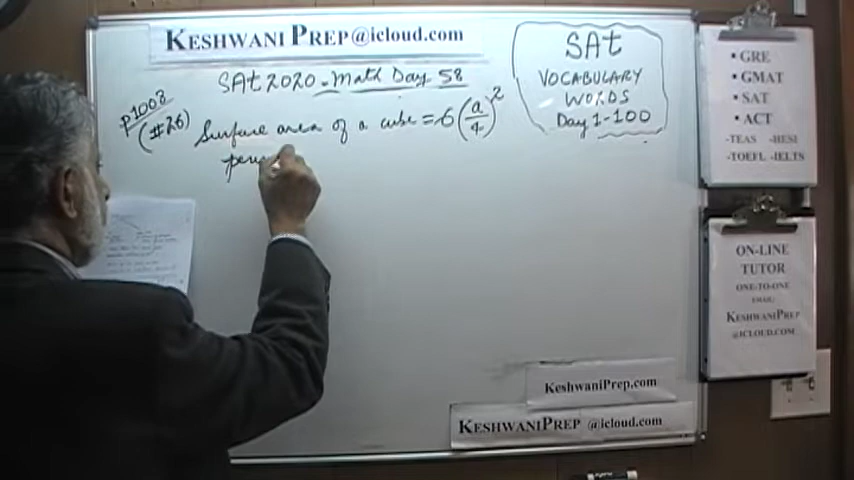 KESHWANI PREP@icloud.com
SAt 2020 - Math Day 58
p1008
(#26) Surface area of a cube = 6(a/4)²
SAt
VOCABULARY
WORDS
Day 1-100
• GRE
• GMAT
• SAT
• ACT
-TEAS -HESI
-TOEFL -IELTS
ON-LINE
TUTOR
ONE-TO-ONE
EMAIL:
KESHWANIPREP
@ICLOUD.COM
KESHWANIPREP.com
KESHWANIPREP @icloud.com